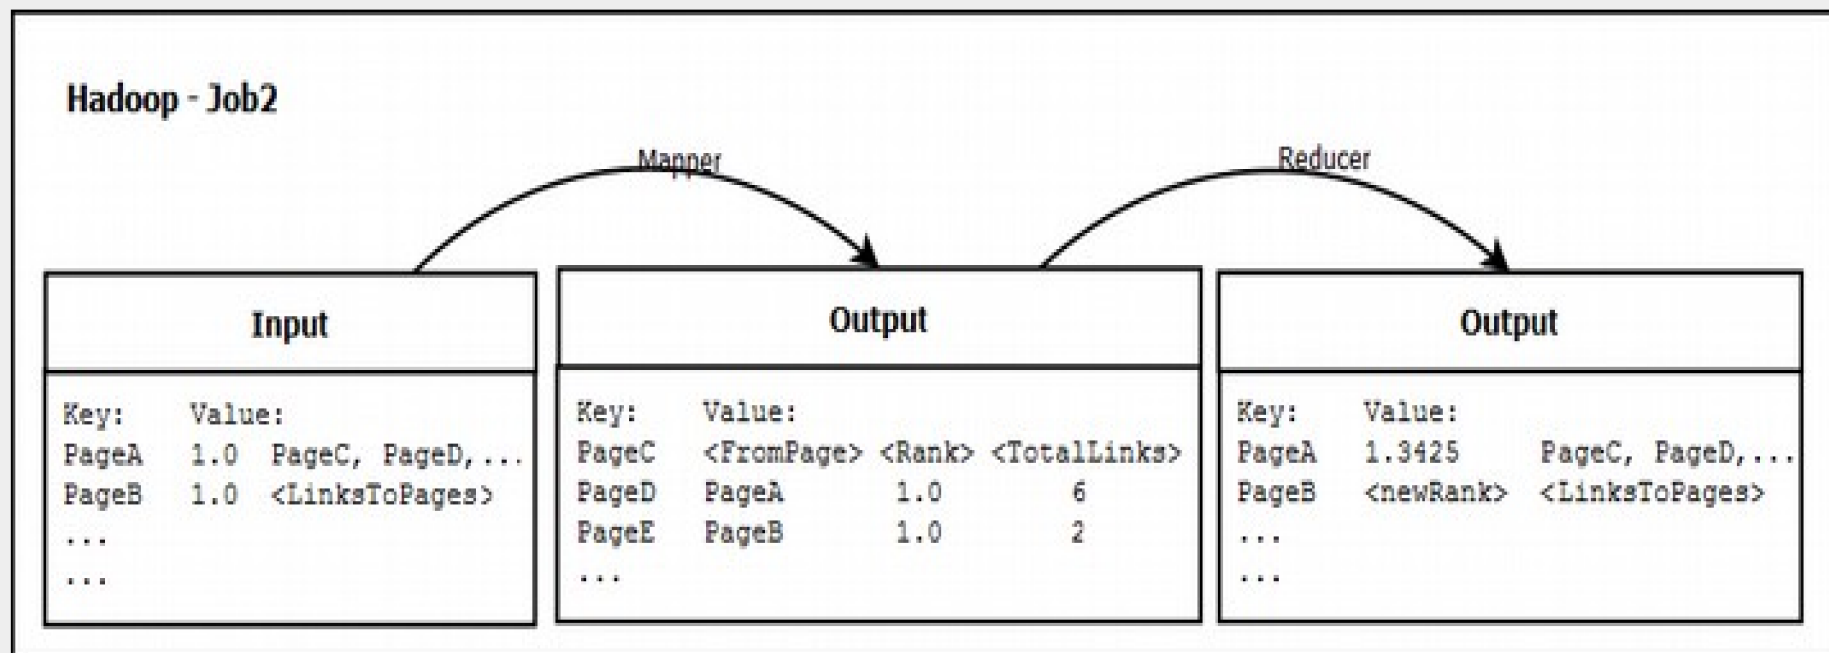 Hadoop - Job2
Mapper
Reducer
Input
Key: Value:
PageA 1.0 PageC, PageD,...
PageB 1.0 <LinksToPages>
...
...
Output
Key: Value:
PageC <FromPage> <Rank> <TotalLinks>
PageD PageA 1.0 6
PageE PageB 1.0 2
...
Output
Key: Value:
PageA 1.3425 PageC, PageD,...
PageB <newRank> <LinksToPages>
...
...